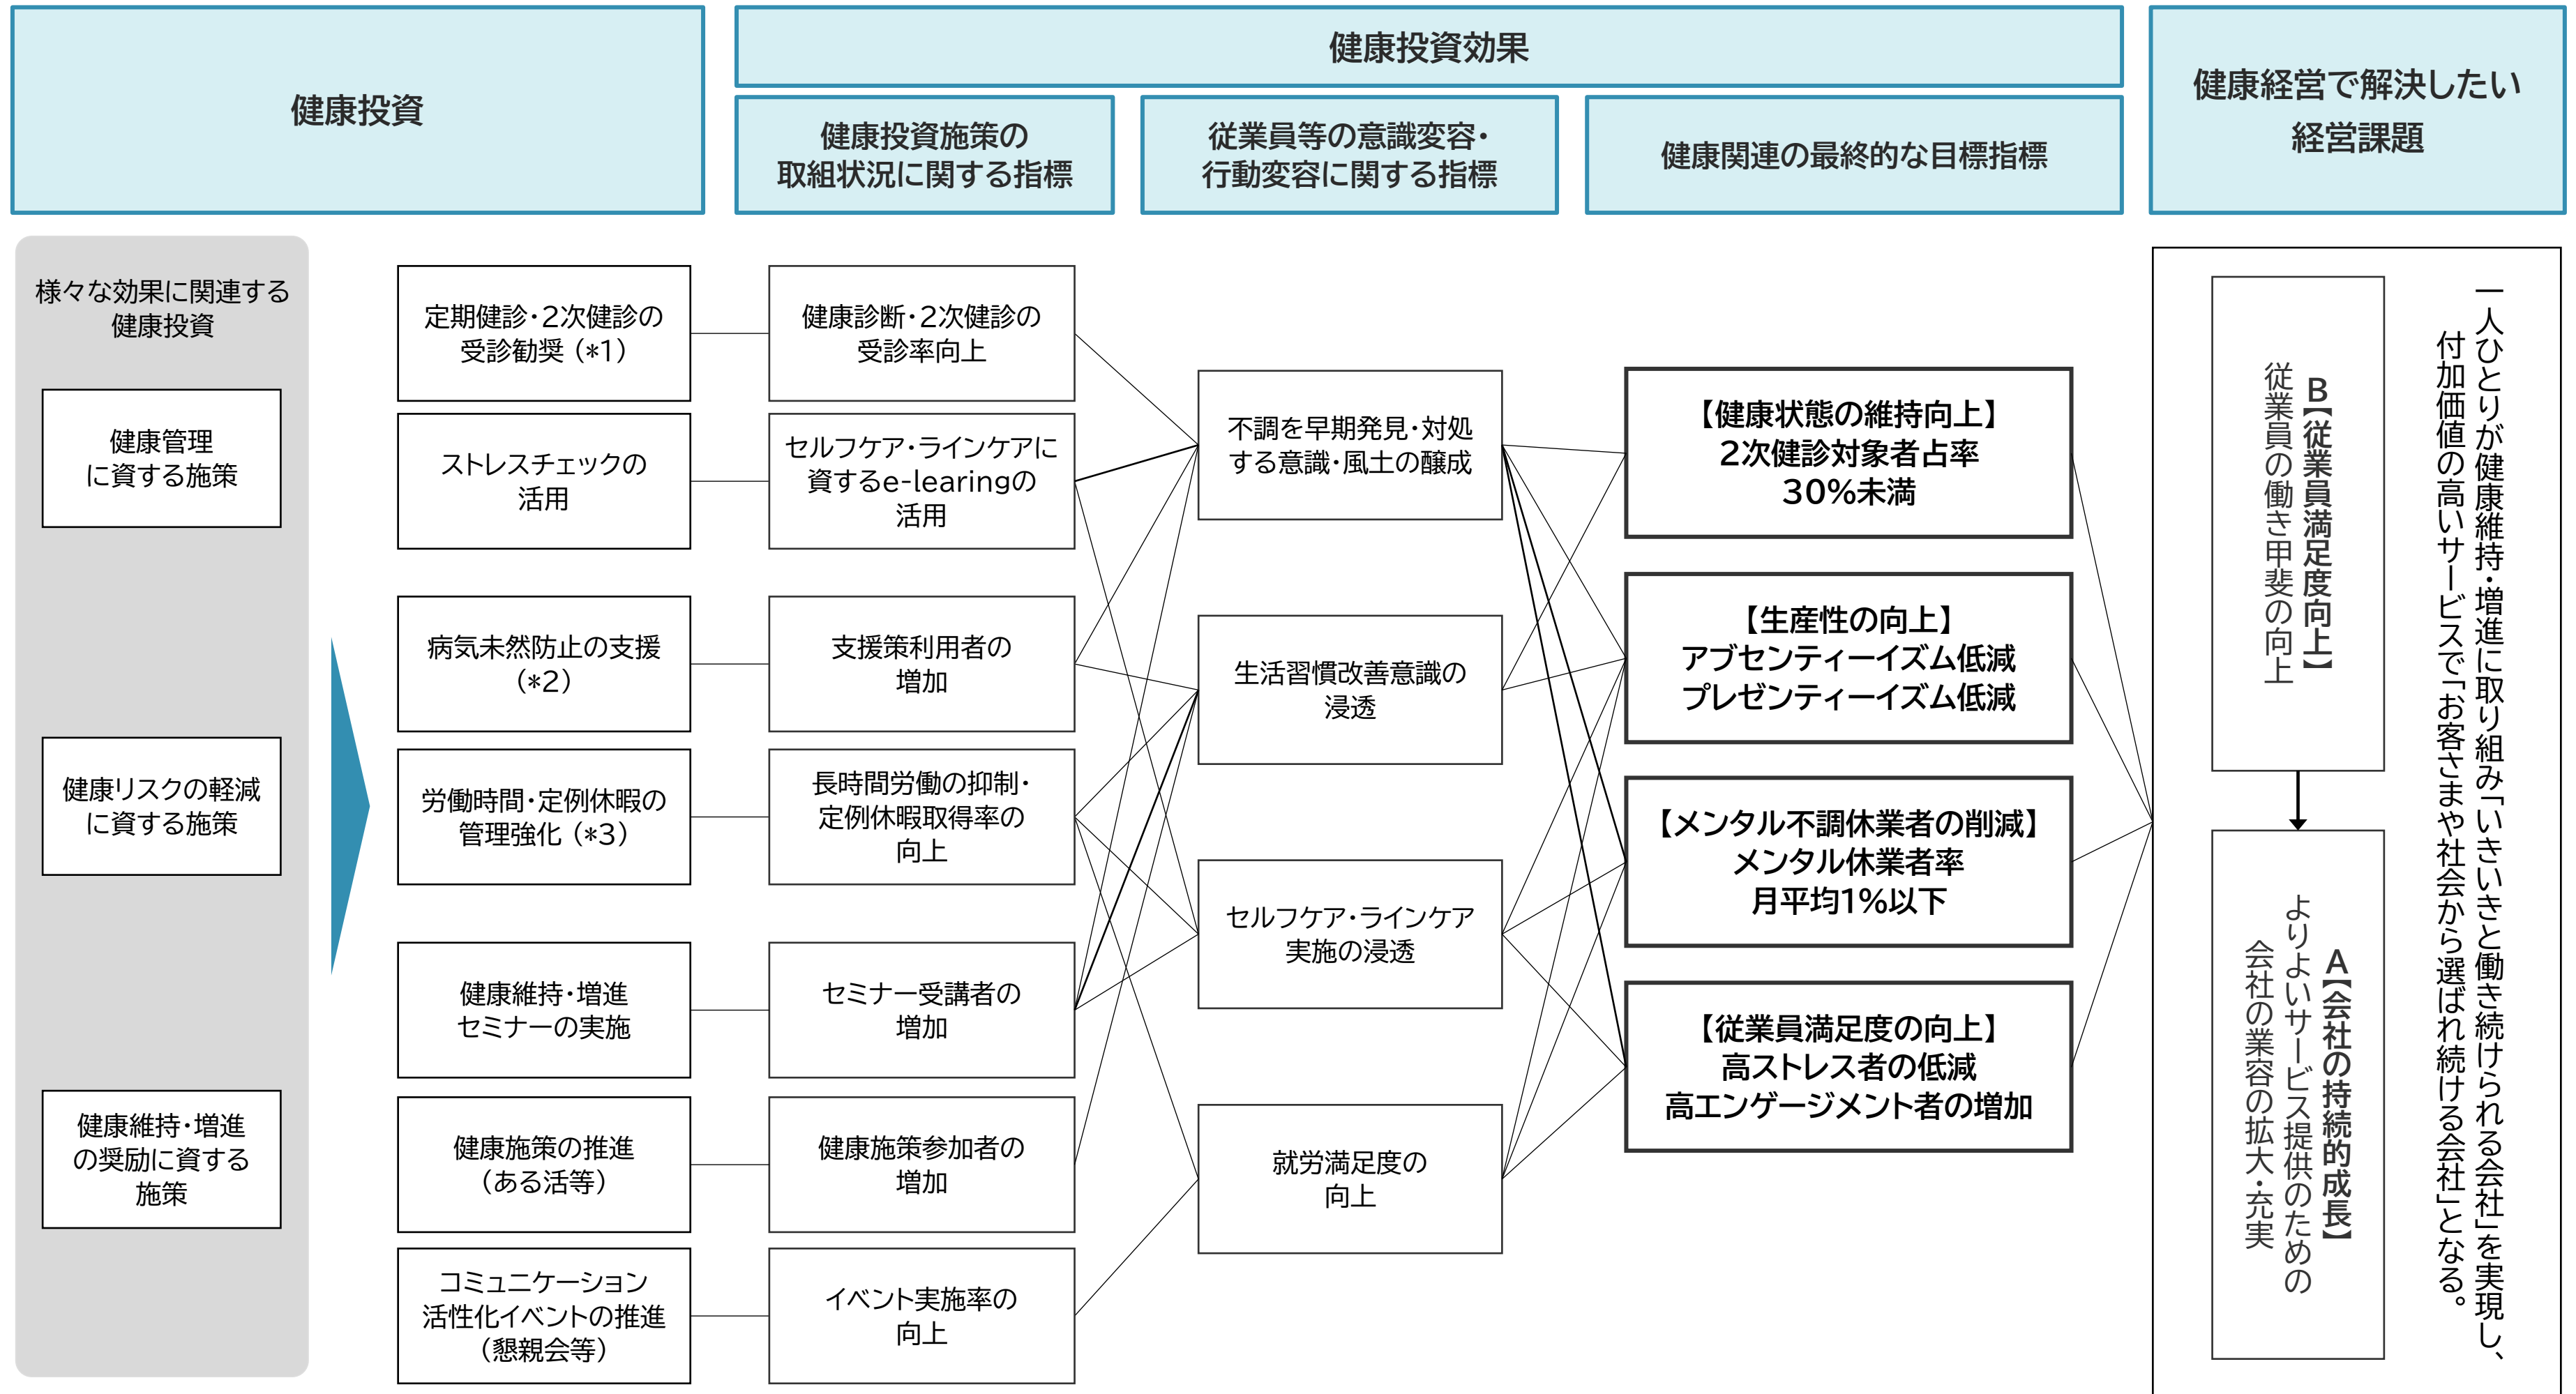 健康投資
健康投資効果
健康投資施策の
取組状況に関する指標
従業員等の意識変容・
行動変容に関する指標
健康関連の最終的な目標指標
健康経営で解決したい
経営課題
様々な効果に関連する
健康投資
健康管理
に資する施策
健康リスクの軽減
に資する施策
健康維持・増進
の奨励に資する
施策
定期健診・2次健診の
受診勧奨（*1）
ストレスチェックの
活用
病気未然防止の支援
（*2）
労働時間・定例休暇の
管理強化（*3）
健康維持・増進
セミナーの実施
健康施策の推進
（ある活等）
コミュニケーション
活性化イベントの推進
（懇親会等）
健康診断・2次健診の
受診率向上
セルフケア・ラインケアに
資するe-learingの
活用
支援策利用者の
増加
長時間労働の抑制・
定例休暇取得率の
向上
セミナー受講者の
増加
健康施策参加者の
増加
イベント実施率の
向上
不調を早期発見・対処
する意識・風土の醸成
生活習慣改善意識の
浸透
セルフケア・ラインケア
実施の浸透
就労満足度の
向上
【健康状態の維持向上】
2次健診対象者占率
30%未満
【生産性の向上】
アブセンティーイズム低減
プレゼンティーイズム低減
【メンタル不調休業者の削減】
メンタル休業者率
月平均1%以下
【従業員満足度の向上】
高ストレス者の低減
高エンゲージメント者の増加
一人ひとりが健康維持・増進に取り組み「いきいきと働き続けられる会社」を実現し、
付加価値の高いサービスで「お客さまや社会から選ばれ続ける会社」となる。
B【従業員満足度向上】
従業員の働き甲斐の向上
A【会社の持続的成長】
よりよいサービス提供のための
会社の業容の拡大・充実